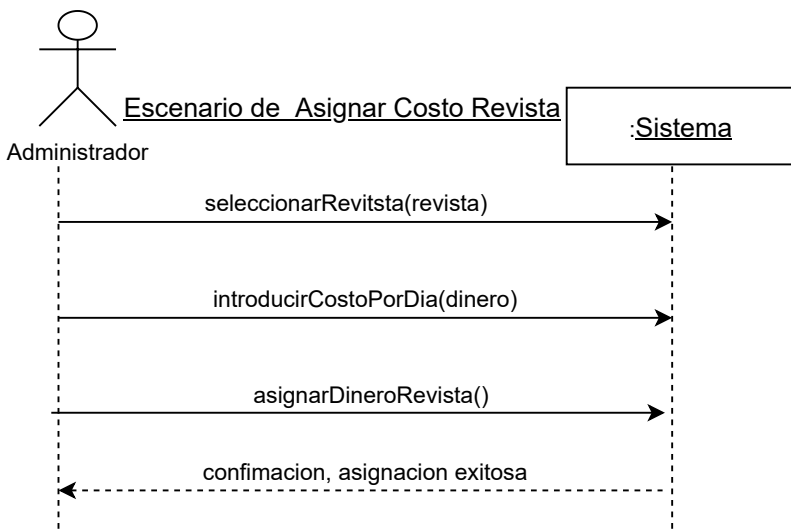 Escenario de  Asignar Costo Revista
:Sistema
Administrador
seleccionarRevitsta(revista)
introducirCostoPorDia(dinero)
asignarDineroRevista()
confimacion, asignacion exitosa